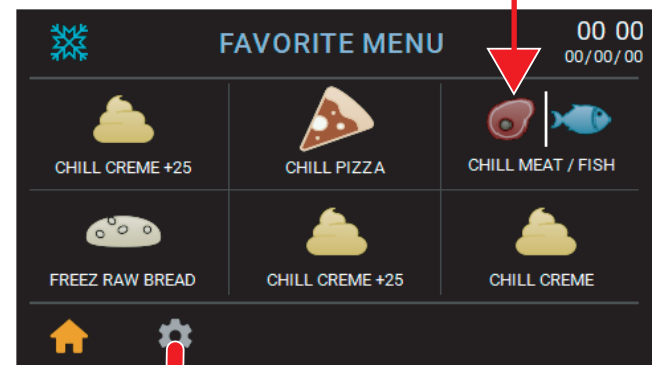 FAVORITE MENU
00 00
00/00/00
CHILL CREME +25
CHILL PIZZA
CHILL MEAT / FISH
FREEZ RAW BREAD
CHILL CREME +25
CHILL CREME